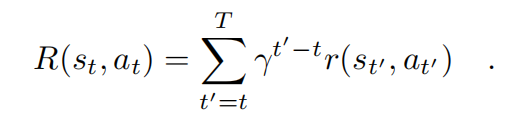 R(s_t, a_t) = \sum_{t'=t}^{T} \gamma^{t'-t} r(s_{t'}, a_{t'}) .